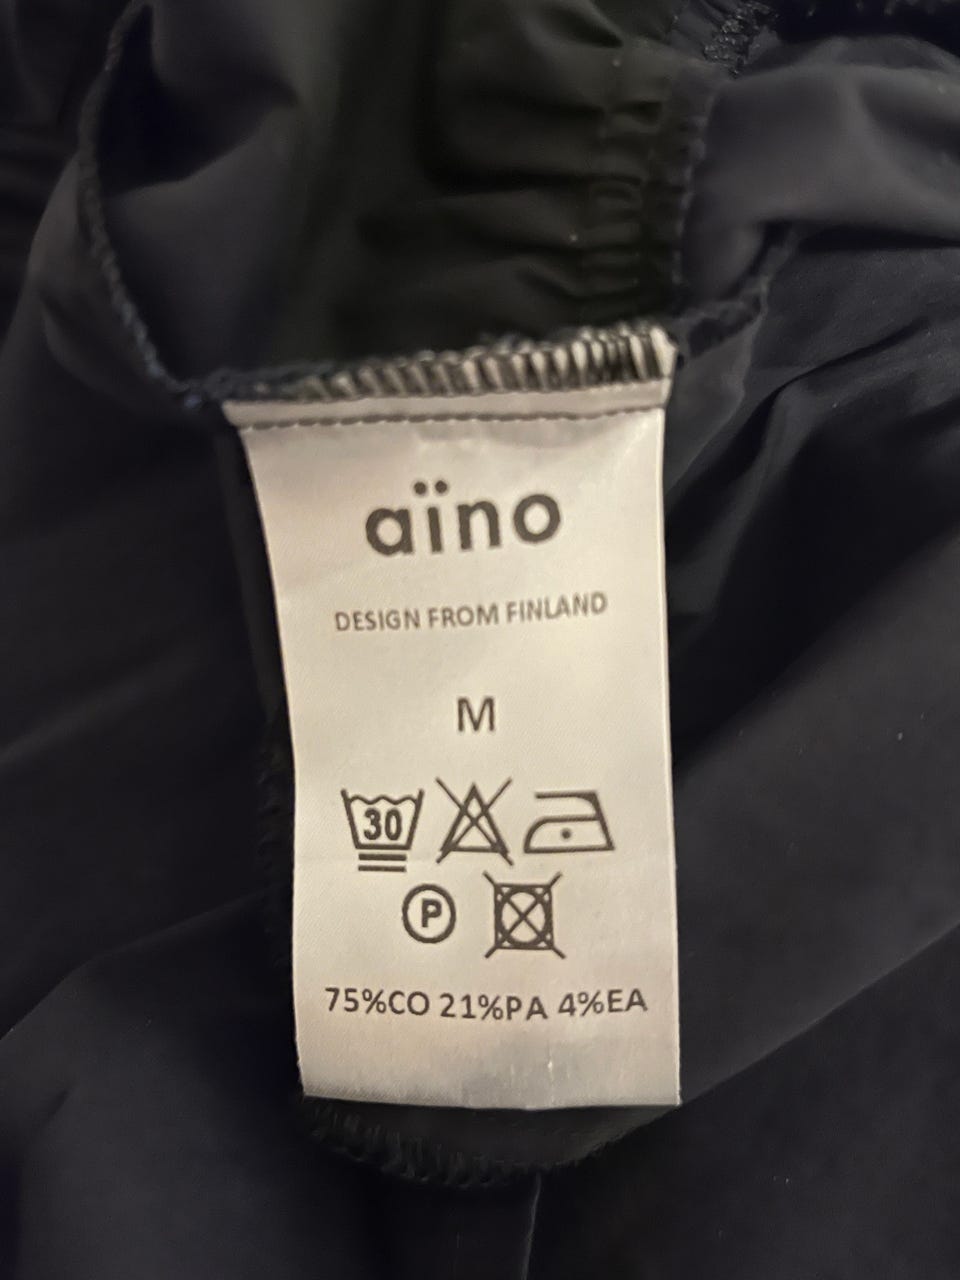 aïno
DESIGN FROM FINLAND
M
30
P
75%CO 21%PA 4%EA